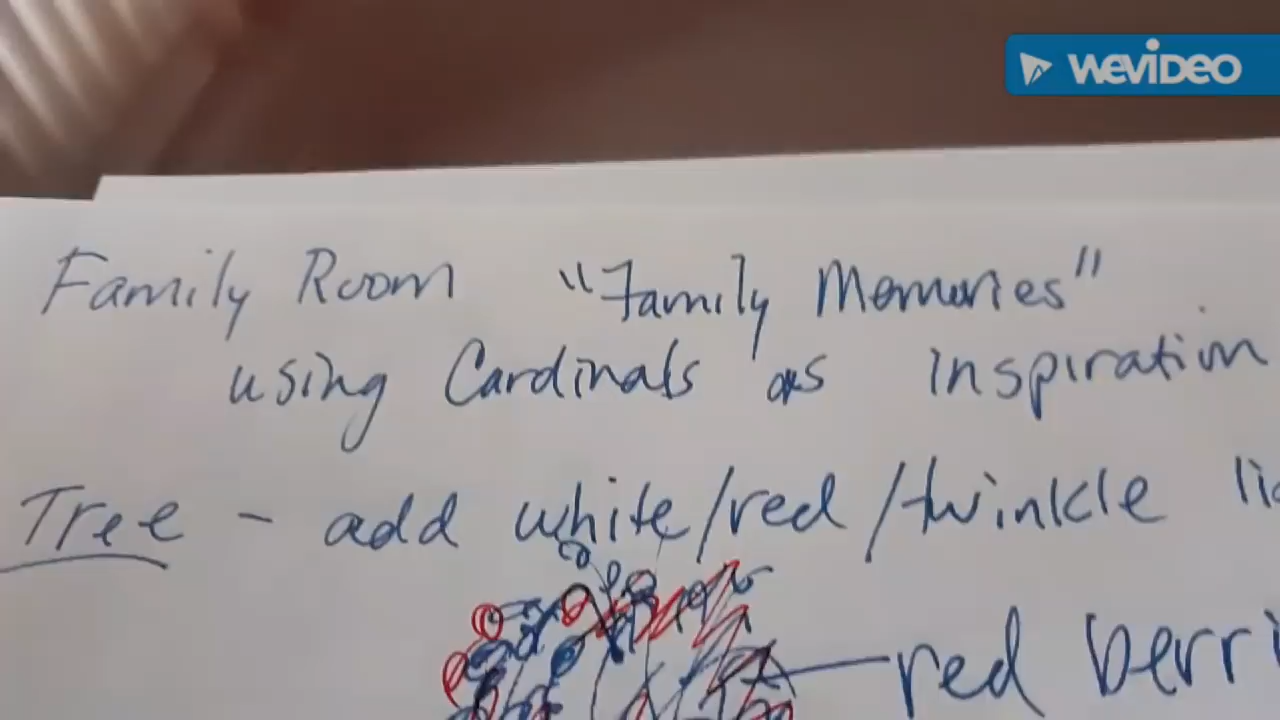 WEVIDEO
Family Room "Family Memories"
using Cardinals as inspiration
Tree - add white/red/twinkle
red